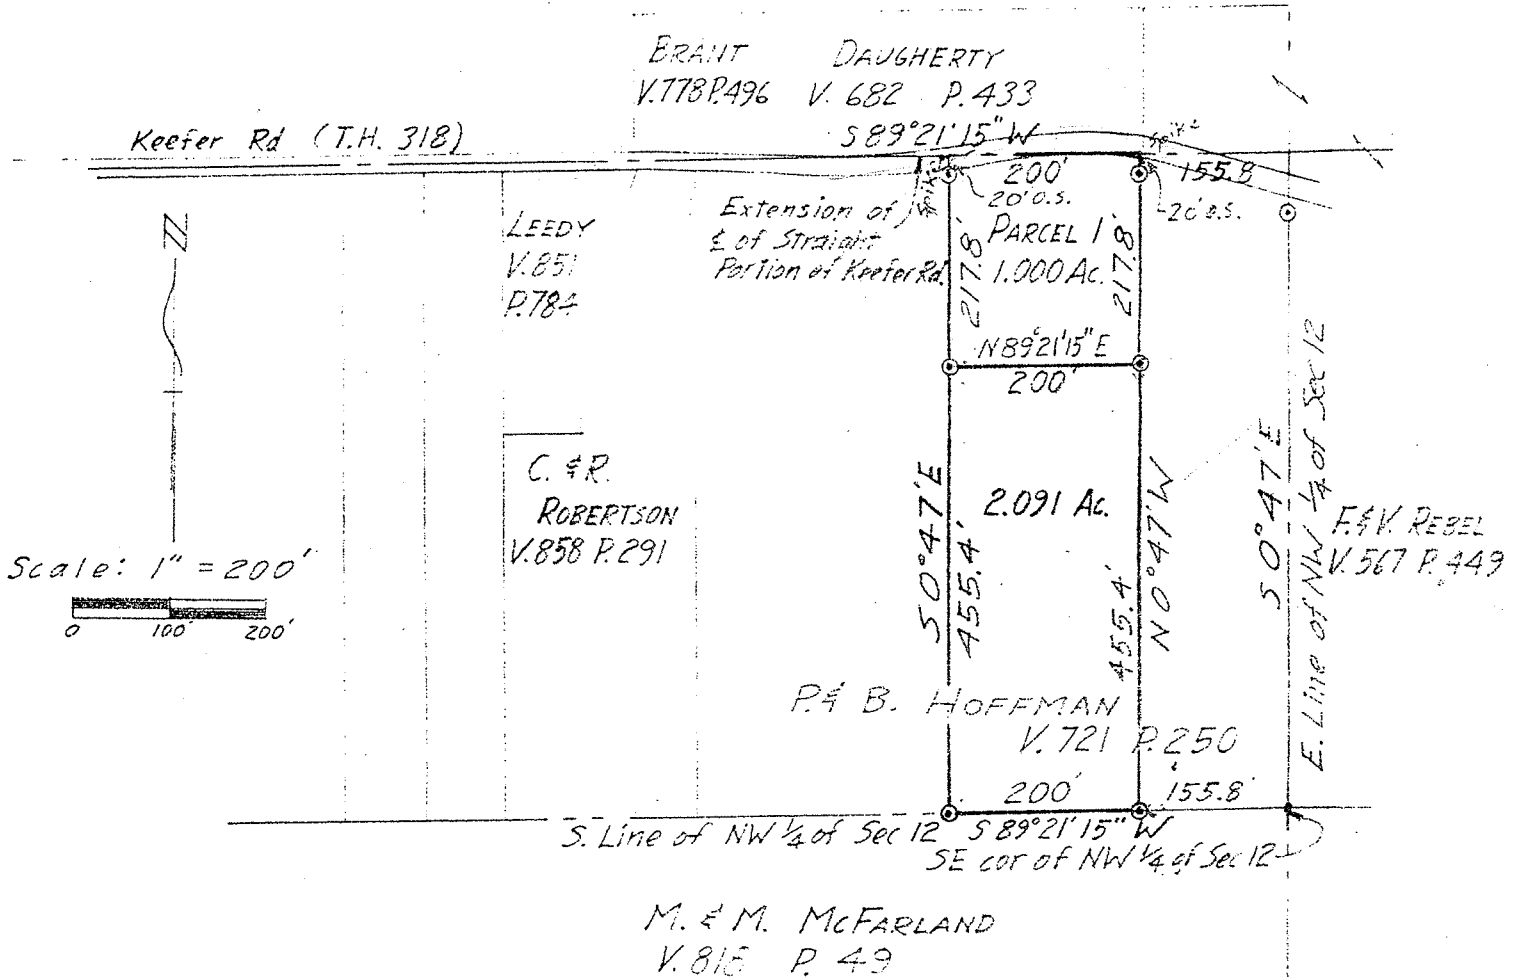 BRANT
V.778 P.496
DAUGHERTY
V. 682 P. 433
Keefer Rd (T.H. 318)
S 89°21'15" W
Spike
200'
155.8
Spike
20' o.s.
20' o.s.
Extension of
℄ of Straight
Portion of Keefer Rd.
PARCEL 1
1.000 Ac.
217.8'
217.8'
N
LEEDY
V.851
P.784
N 89°21'15" E
200'
C. & R.
ROBERTSON
V.858 P.291
2.091 Ac.
S 0°47' E
455.4'
455.4'
N 0°47' W
S 0°47' E
E. Line of NW ¼ of Sec 12
F. & V. REBEL
V. 567 P. 449
Scale: 1" = 200'
0 100' 200'
P. & B. HOFFMAN
V. 721 P. 250
200'
155.8'
S. Line of NW ¼ of Sec 12
S 89°21'15" W
SE cor of NW ¼ of Sec 12
M. & M. MCFARLAND
V. 818 P. 49